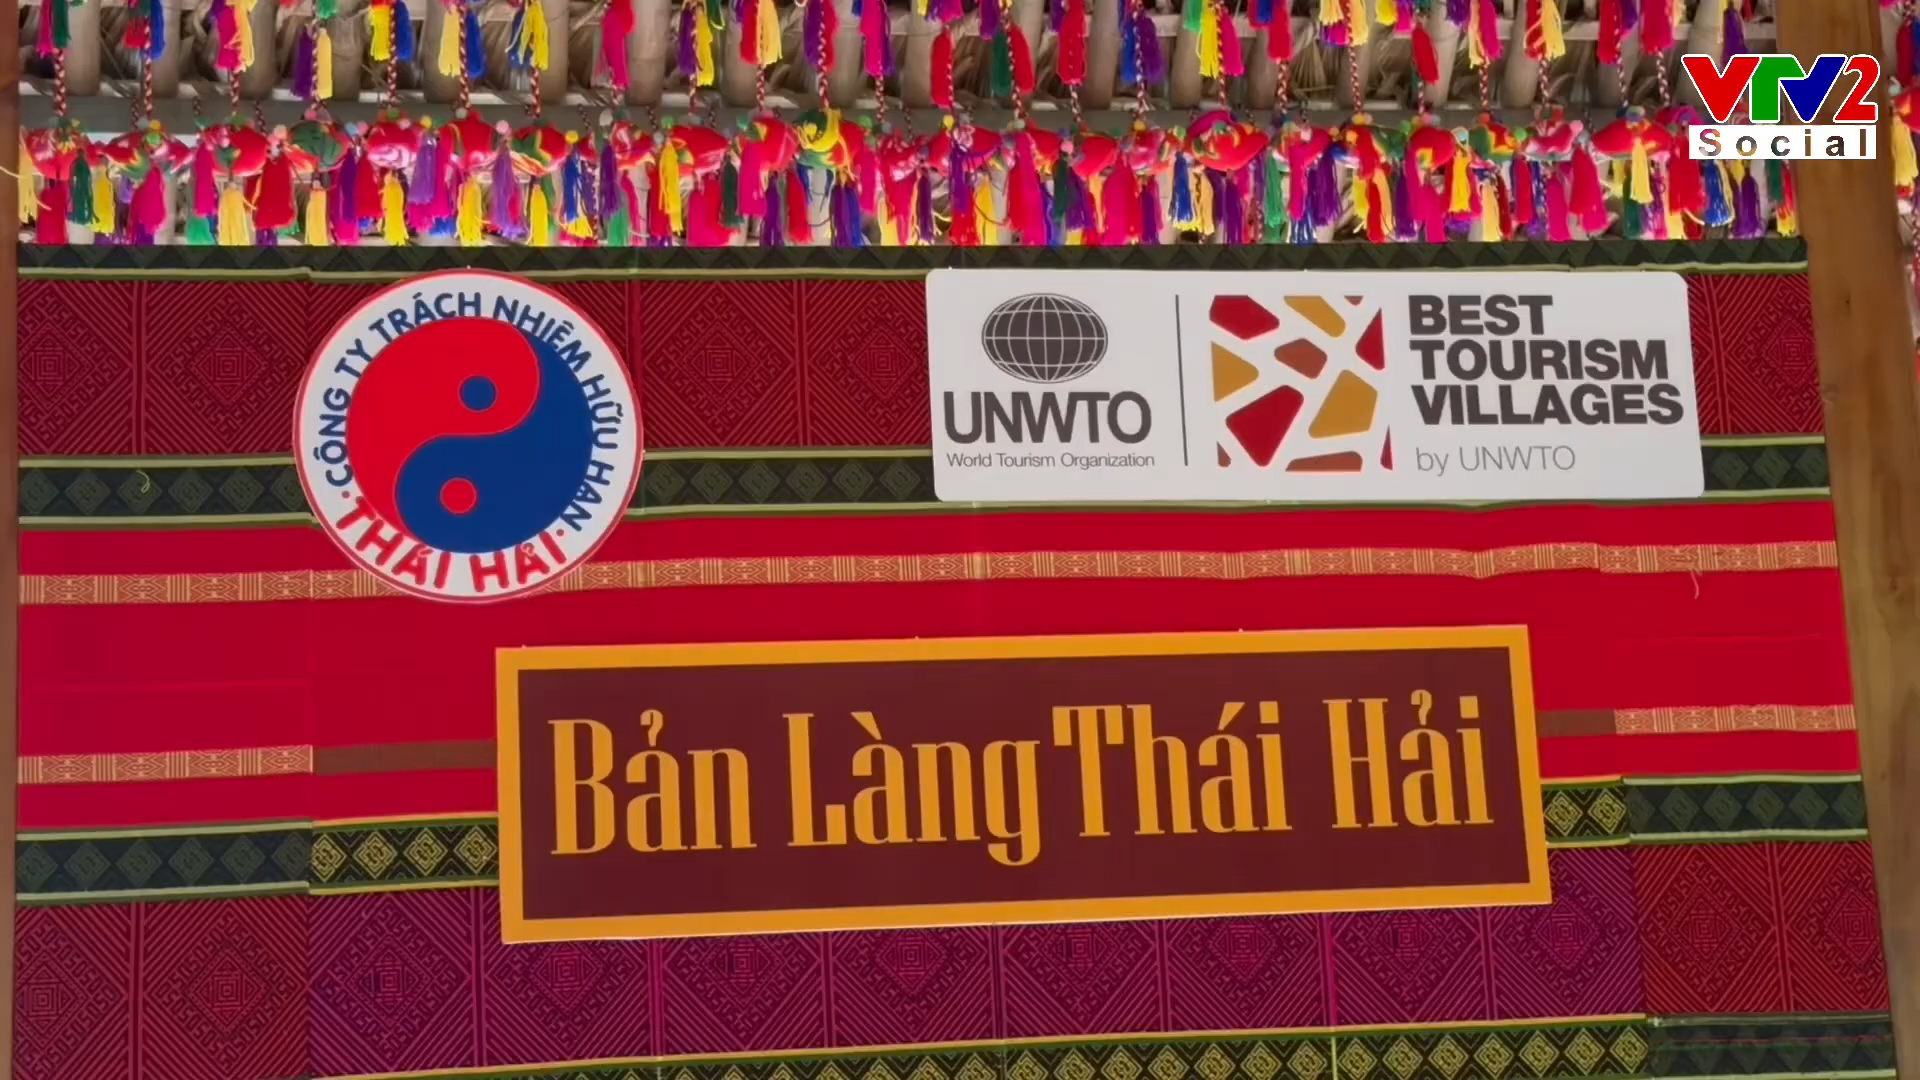 VTV2
Social
CÔNG TY TRÁCH NHIỆM HỮU HẠN
THÁI HẢI
UNWTO
World Tourism Organization
BEST
TOURISM
VILLAGES
by UNWTO
Bản Làng Thái Hải